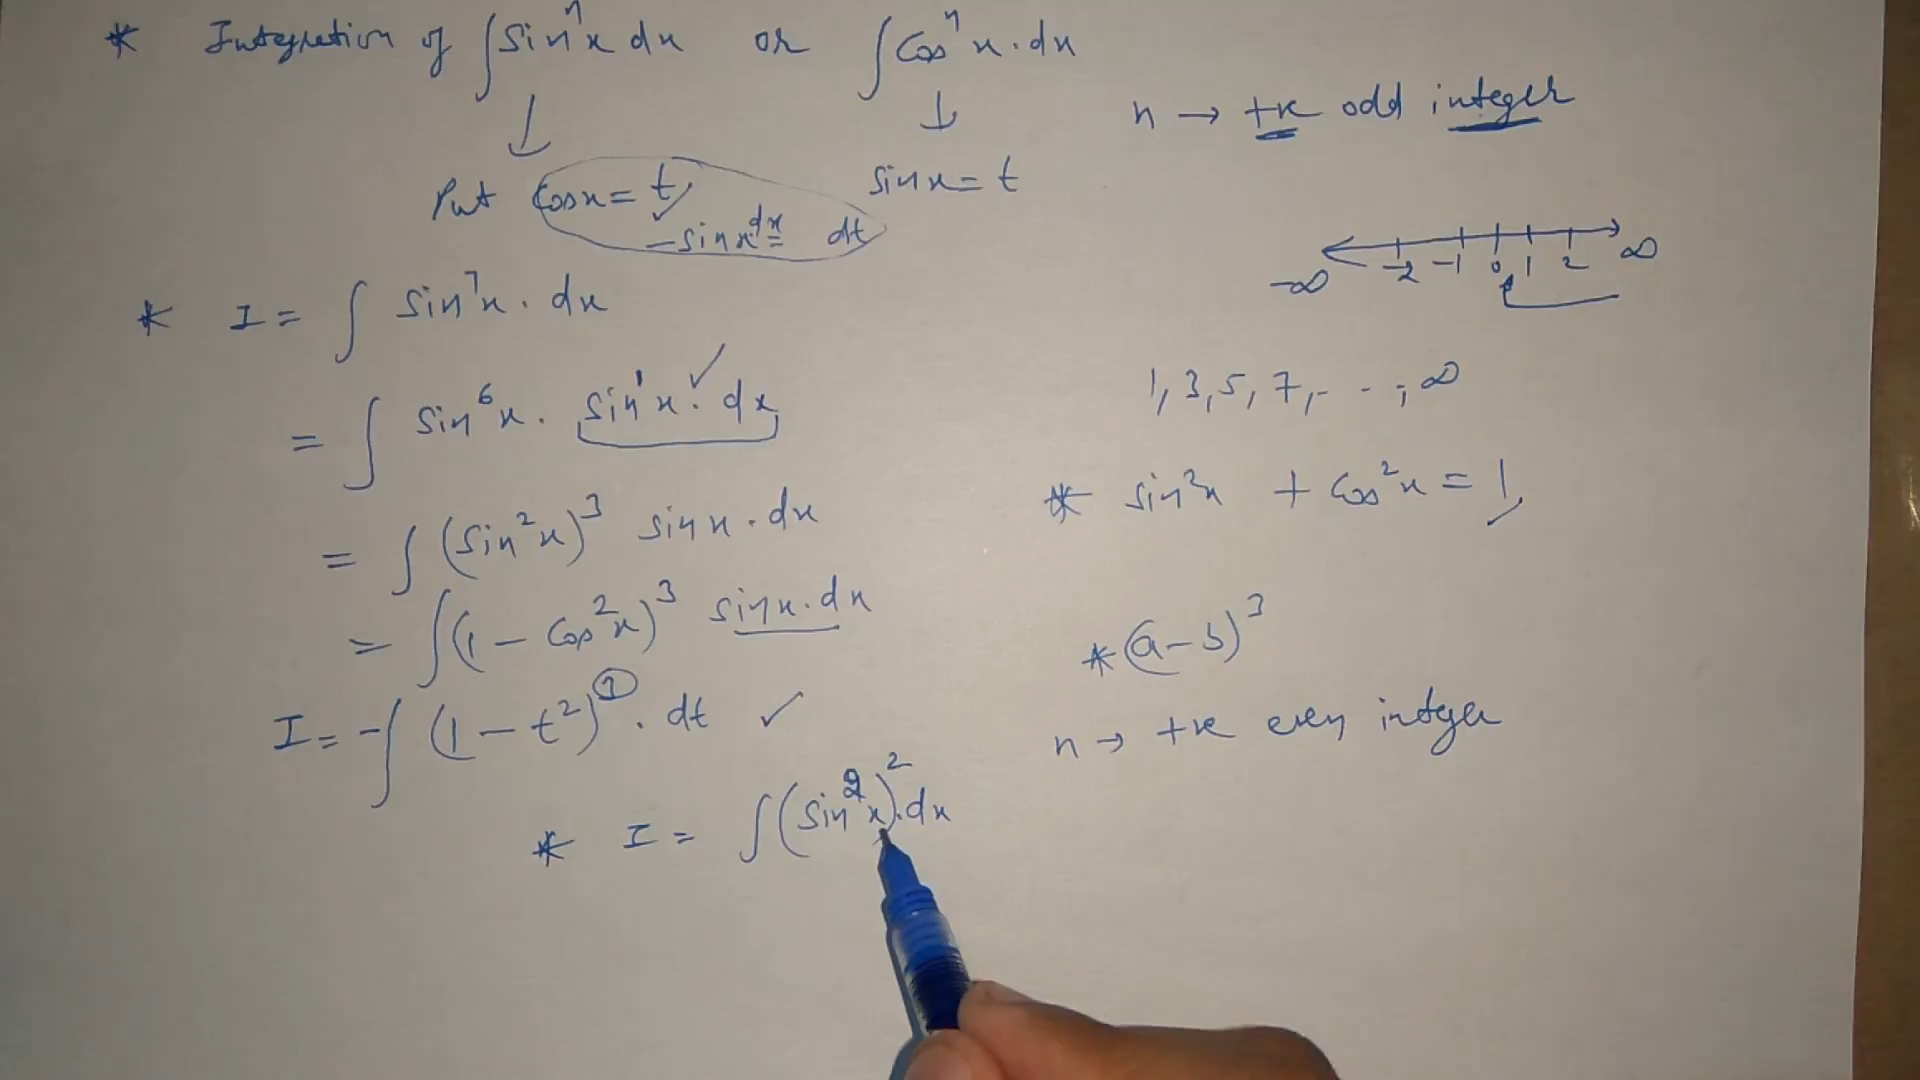 * Integration of ∫ sinⁿx dx or ∫ cosⁿx.dx
n → +ve odd integer
Put cosx = t
sinx = t
-sinx dx = dt
-∞ -2 -1 0 1 2 ∞
* I = ∫ sin⁷x. dx
= ∫ sin⁶x. sin¹x. dx
1, 3, 5, 7, - - -, ∞
= ∫ (sin²x)³ sinx.dx
* sin²x + cos²x = 1
= ∫ (1 - cos²x)³ sinx.dx
* (a-b)³
I = -∫ (1 - t²)³. dt
n → +ve even integer
* I = ∫ (sin²x)².dx